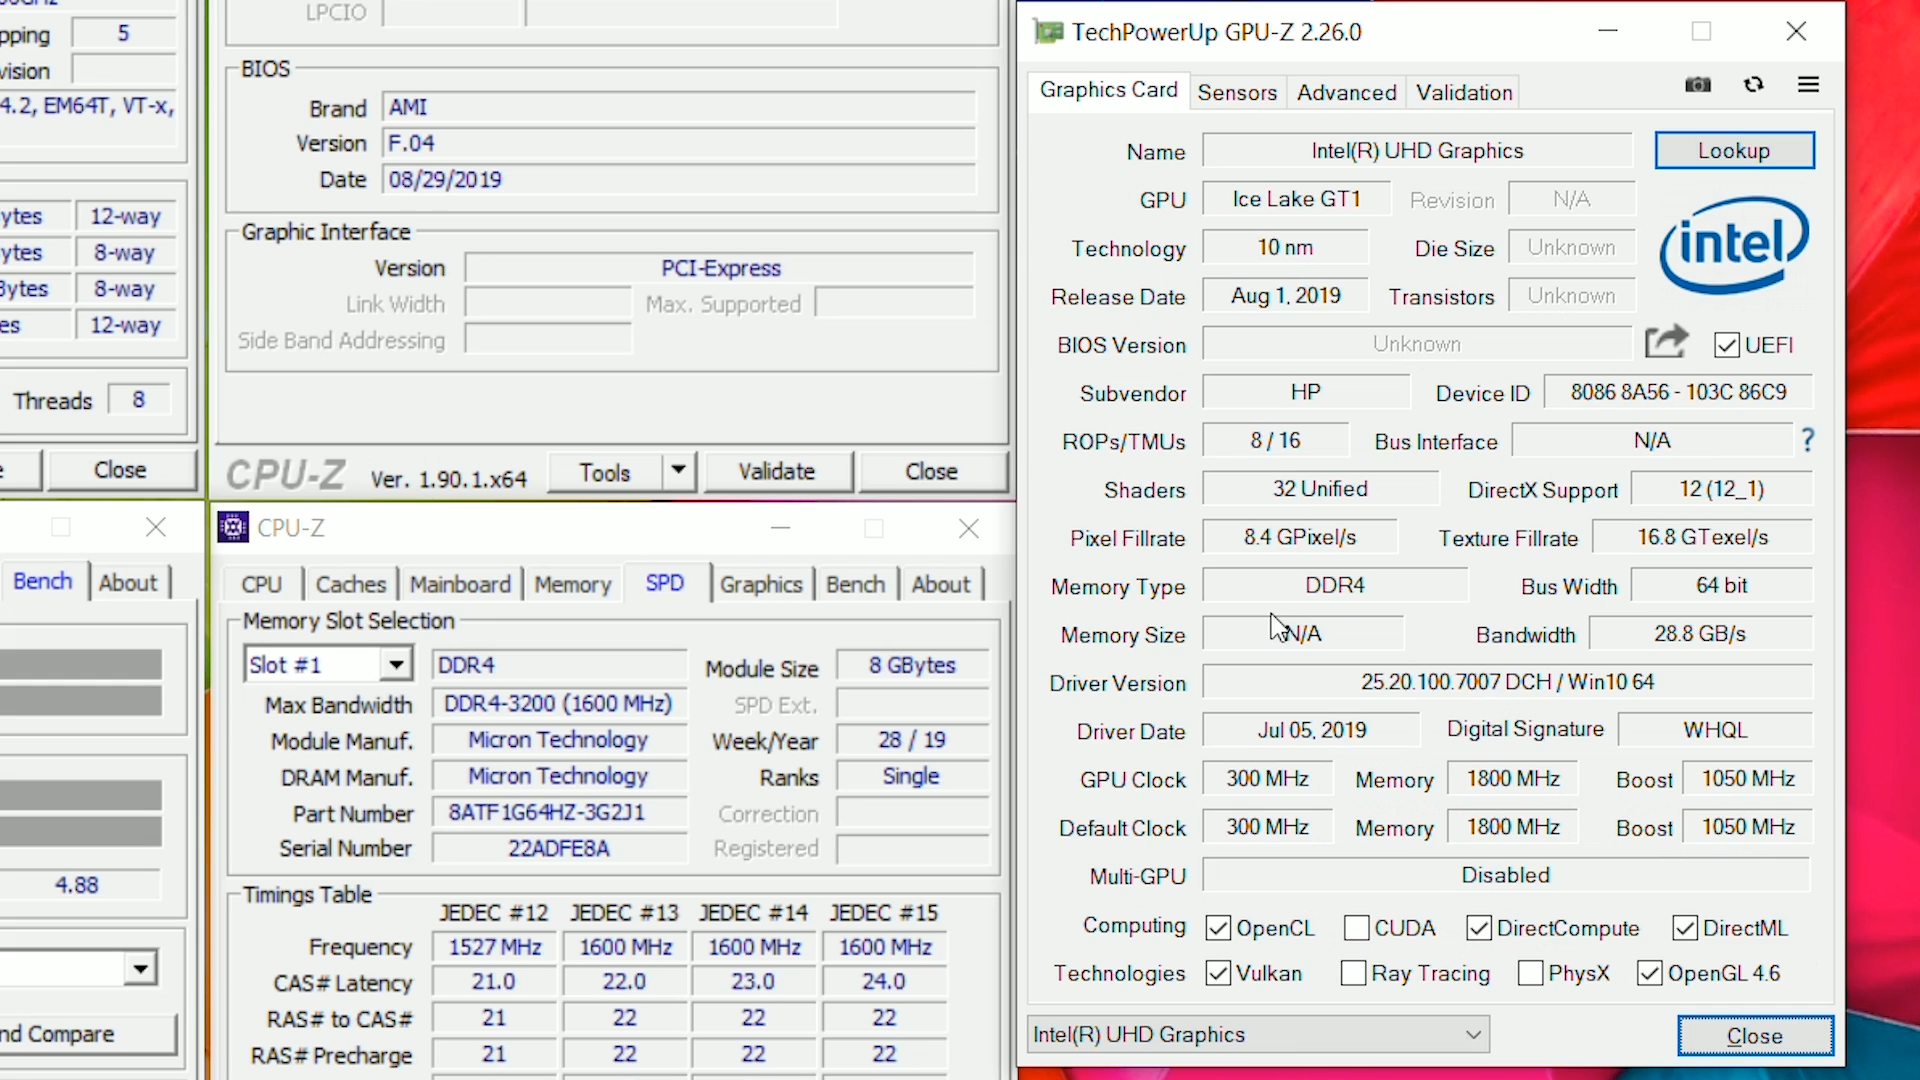 pping 5
vision
4.2, EM64T, VT-x,
ytes 12-way
ytes 8-way
Bytes 8-way
es 12-way
Threads 8
Close
Bench About
4.88
nd Compare
LPCIO
BIOS
Brand AMI
Version F.04
Date 08/29/2019
Graphic Interface
Version PCI-Express
Link Width Max. Supported
Side Band Addressing
CPU-Z Ver. 1.90.1.x64 Tools Validate Close
CPU-Z
CPU Caches Mainboard Memory SPD Graphics Bench About
Memory Slot Selection
Slot #1 DDR4 Module Size 8 GBytes
Max Bandwidth DDR4-3200 (1600 MHz) SPD Ext.
Module Manuf. Micron Technology Week/Year 28 / 19
DRAM Manuf. Micron Technology Ranks Single
Part Number 8ATF1G64HZ-3G2J1 Correction
Serial Number 22ADFE8A Registered
Timings Table
JEDEC #12 JEDEC #13 JEDEC #14 JEDEC #15
Frequency 1527 MHz 1600 MHz 1600 MHz 1600 MHz
CAS# Latency 21.0 22.0 23.0 24.0
RAS# to CAS# 21 22 22 22
RAS# Precharge 21 22 22 22
TechPowerUp GPU-Z 2.26.0
Graphics Card Sensors Advanced Validation
Name Intel(R) UHD Graphics Lookup
GPU Ice Lake GT1 Revision N/A
intel
Technology 10 nm Die Size Unknown
Release Date Aug 1, 2019 Transistors Unknown
BIOS Version Unknown UEFI
Subvendor HP Device ID 8086 8A56 - 103C 86C9
ROPs/TMUs 8 / 16 Bus Interface N/A ?
Shaders 32 Unified DirectX Support 12 (12_1)
Pixel Fillrate 8.4 GPixel/s Texture Fillrate 16.8 GTexel/s
Memory Type DDR4 Bus Width 64 bit
Memory Size N/A Bandwidth 28.8 GB/s
Driver Version 25.20.100.7007 DCH / Win10 64
Driver Date Jul 05, 2019 Digital Signature WHQL
GPU Clock 300 MHz Memory 1800 MHz Boost 1050 MHz
Default Clock 300 MHz Memory 1800 MHz Boost 1050 MHz
Multi-GPU Disabled
Computing OpenCL CUDA DirectCompute DirectML
Technologies Vulkan Ray Tracing PhysX OpenGL 4.6
Intel(R) UHD Graphics Close